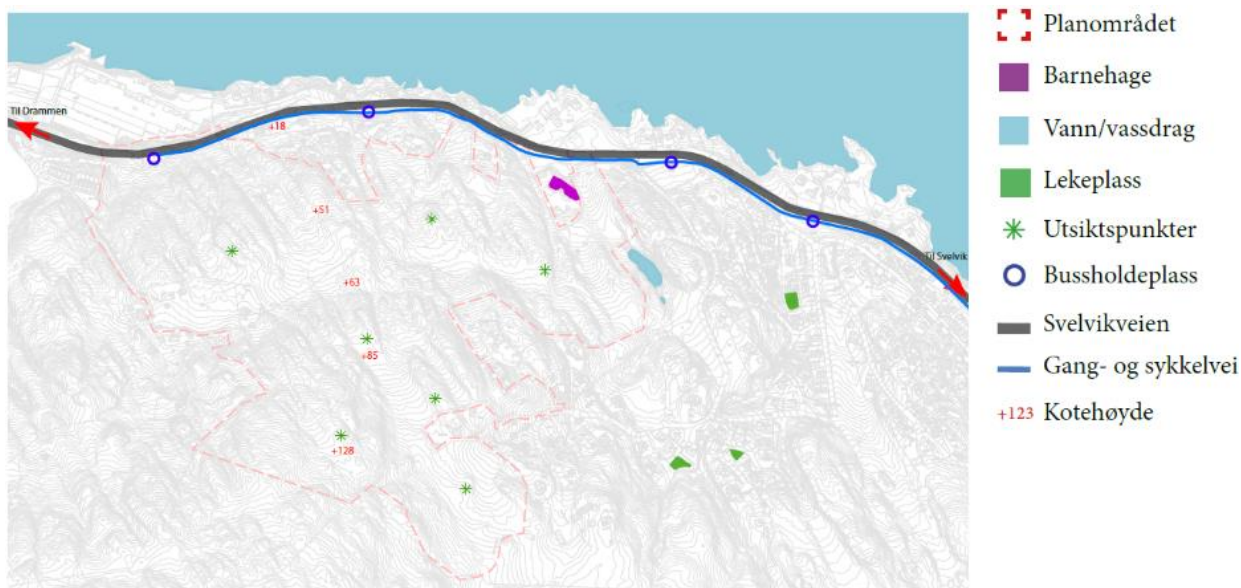 Til Drammen
+18
+51
+63
+85
+128
Til Svelvik
Planområdet
Barnehage
Vann/vassdrag
Lekeplass
Utsiktspunkter
Bussholdeplass
Svelvikveien
Gang- og sykkelvei
+123 Kotehøyde